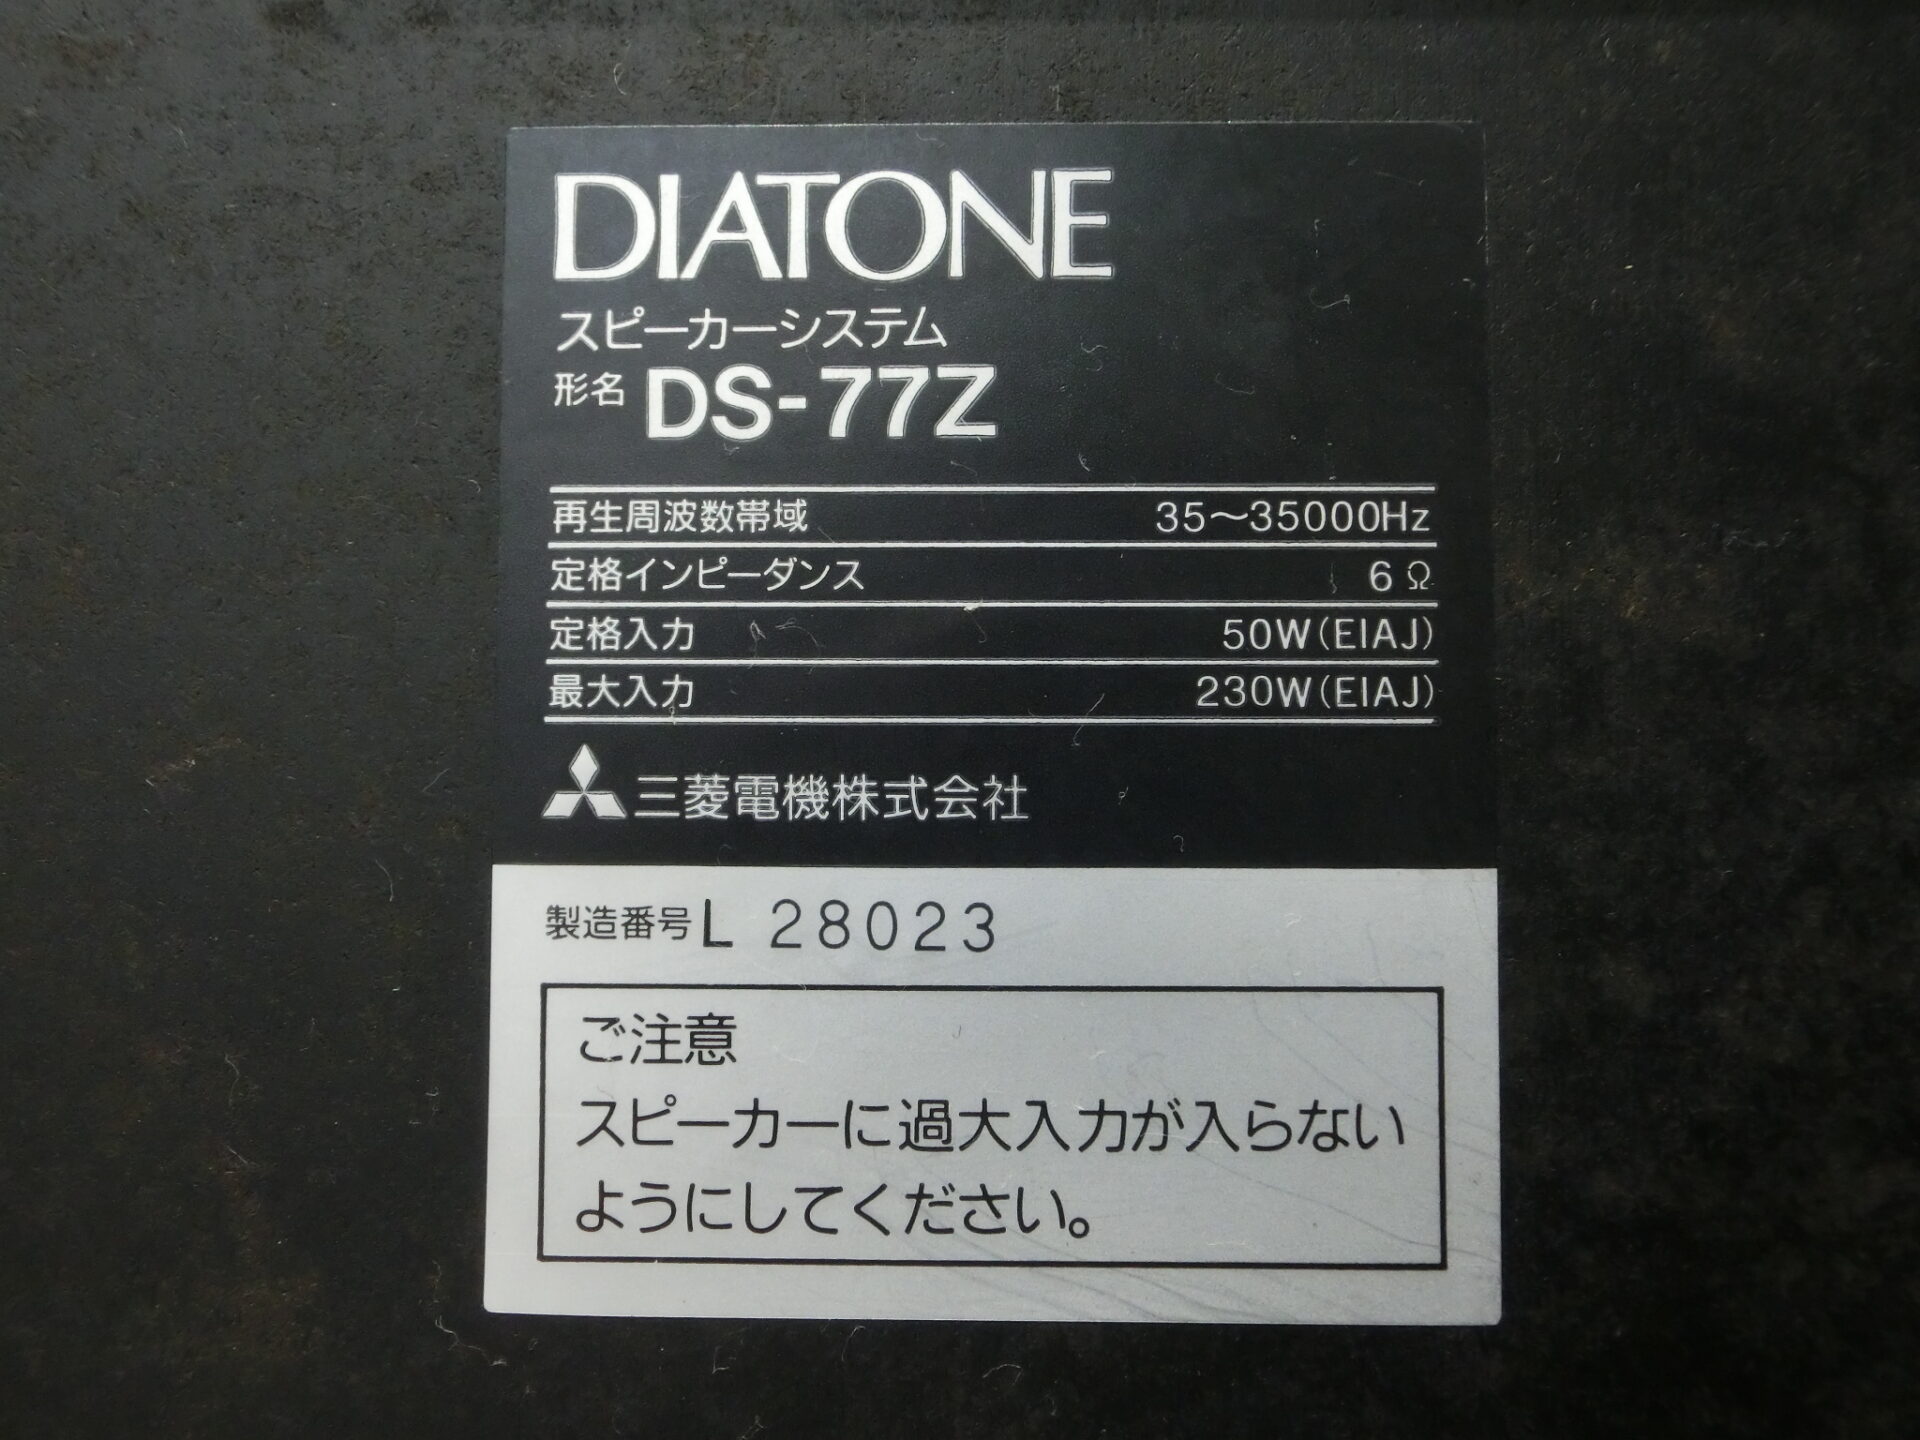 DIATONE
スピーカーシステム
形名 DS-77Z
再生周波数帯域 35〜35000Hz
定格インピーダンス 6Ω
定格入力 50W(EIAJ)
最大入力 230W(EIAJ)
三菱電機株式会社
製造番号 L 28023
ご注意
スピーカーに過大入力が入らない
ようにしてください。